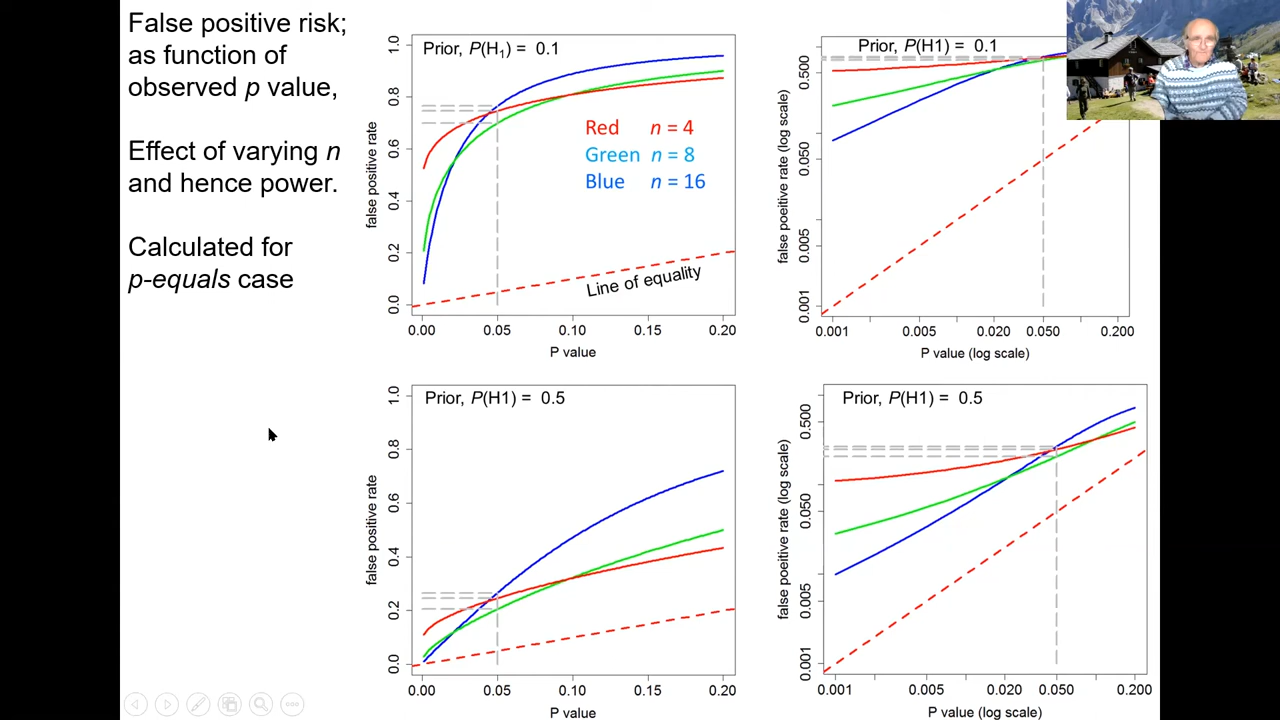 False positive risk;
as function of
observed p value,
Effect of varying n
and hence power.
Calculated for
p-equals case
Prior, P(H₁) = 0.1
false positive rate
1.0
0.8
0.6
0.4
0.2
0.0
Red n = 4
Green n = 8
Blue n = 16
Line of equality
0.00 0.05 0.10 0.15 0.20
P value
Prior, P(H1) = 0.1
false poeitive rate (log scale)
0.500
0.050
0.005
0.001
0.001 0.005 0.020 0.050 0.200
P value (log scale)
Prior, P(H1) = 0.5
false positive rate
1.0
0.8
0.6
0.4
0.2
0.0
0.00 0.05 0.10 0.15 0.20
P value
Prior, P(H1) = 0.5
false poeitive rate (log scale)
0.500
0.050
0.005
0.001
0.001 0.005 0.020 0.050 0.200
P value (log scale)